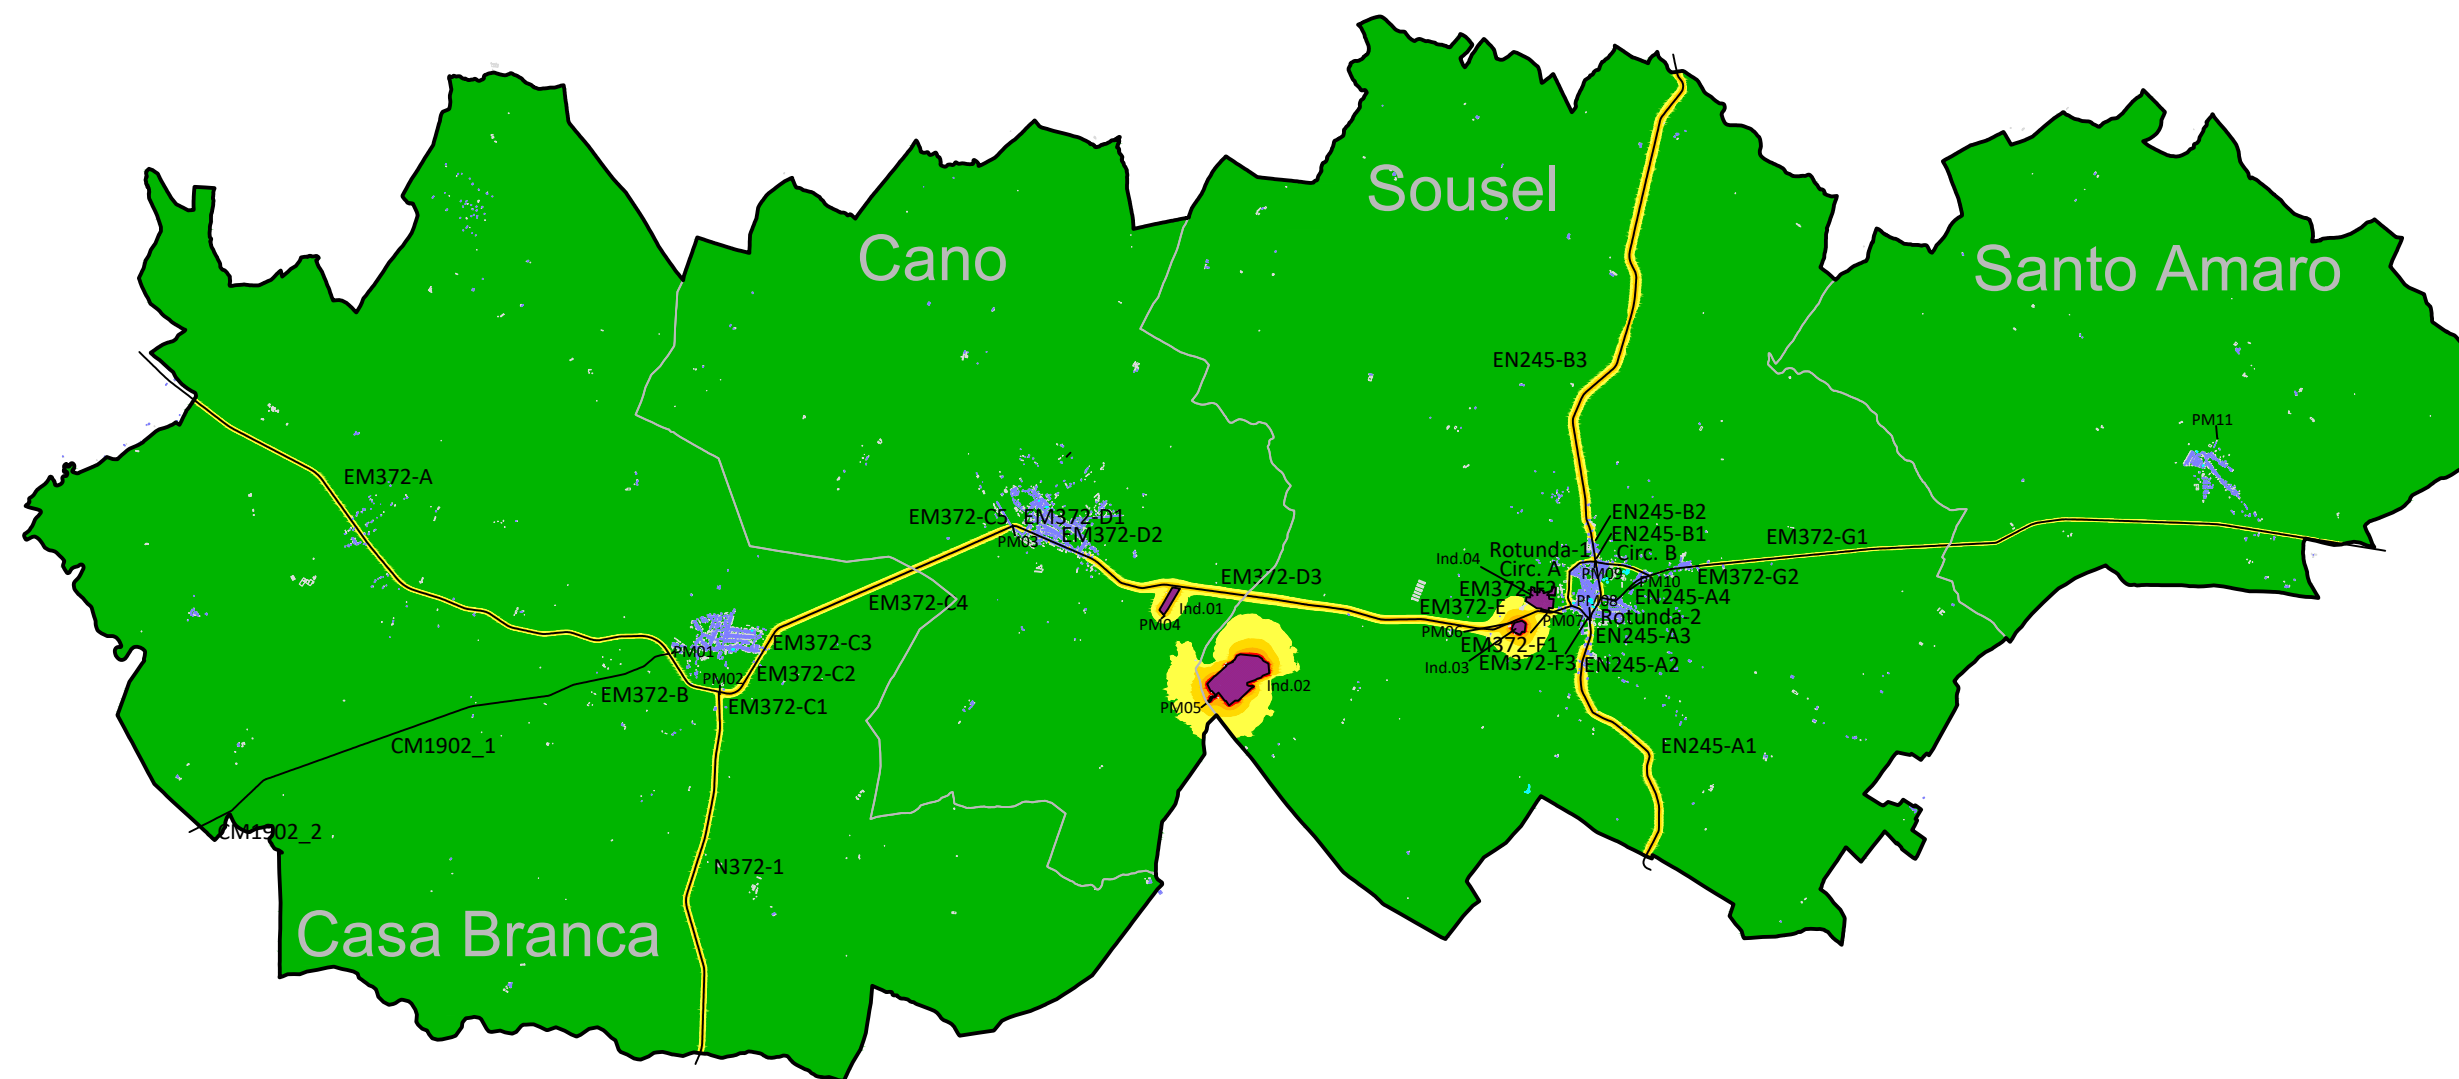 Sousel
Cano
Santo Amaro
EN245-B3
PM11
EM372-A
EM372-C5
EM372-D1
EM372-D2
PM03
EN245-B2
EN245-B1
EM372-G1
Rotunda-1
Circ. B
Ind.04
Circ. A
PM09
PM10
EM372-G2
EM372-D3
EM372-F2
EN245-A4
EM372-C4
Ind.01
EM372-E
PM08
Rotunda-2
PM04
PM06
PM07
EN245-A3
EM372-C3
PM01
EM372-F1
Ind.03
EM372-F3
EN245-A2
EM372-C2
PM02
EM372-B
EM372-C1
Ind.02
PM05
CM1902_1
EN245-A1
CM1902_2
N372-1
Casa Branca